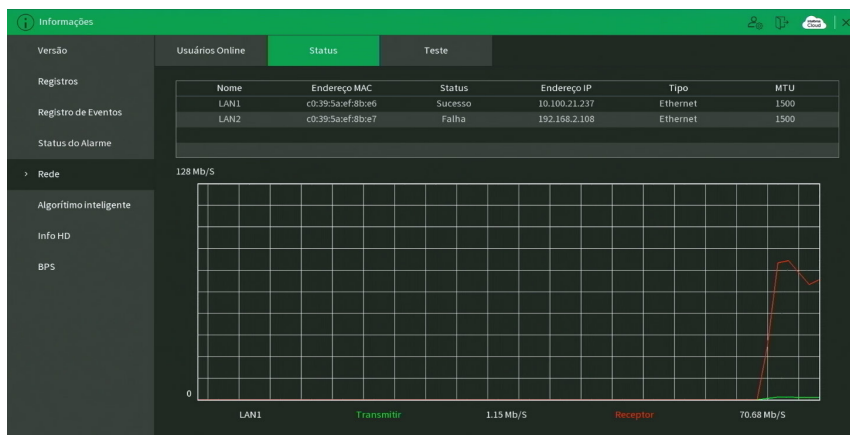 Informações
intelbras Cloud
Versão
Registros
Registro de Eventos
Status do Alarme
> Rede
Algorítimo inteligente
Info HD
BPS
Usuários Online Status Teste
Nome Endereço MAC Status Endereço IP Tipo MTU
LAN1 c0:39:5a:ef:8b:e6 Sucesso 10.100.21.237 Ethernet 1500
LAN2 c0:39:5a:ef:8b:e7 Falha 192.168.2.108 Ethernet 1500
128 Mb/S
0
LAN1 Transmitir 1.15 Mb/S Receptor 70.68 Mb/S